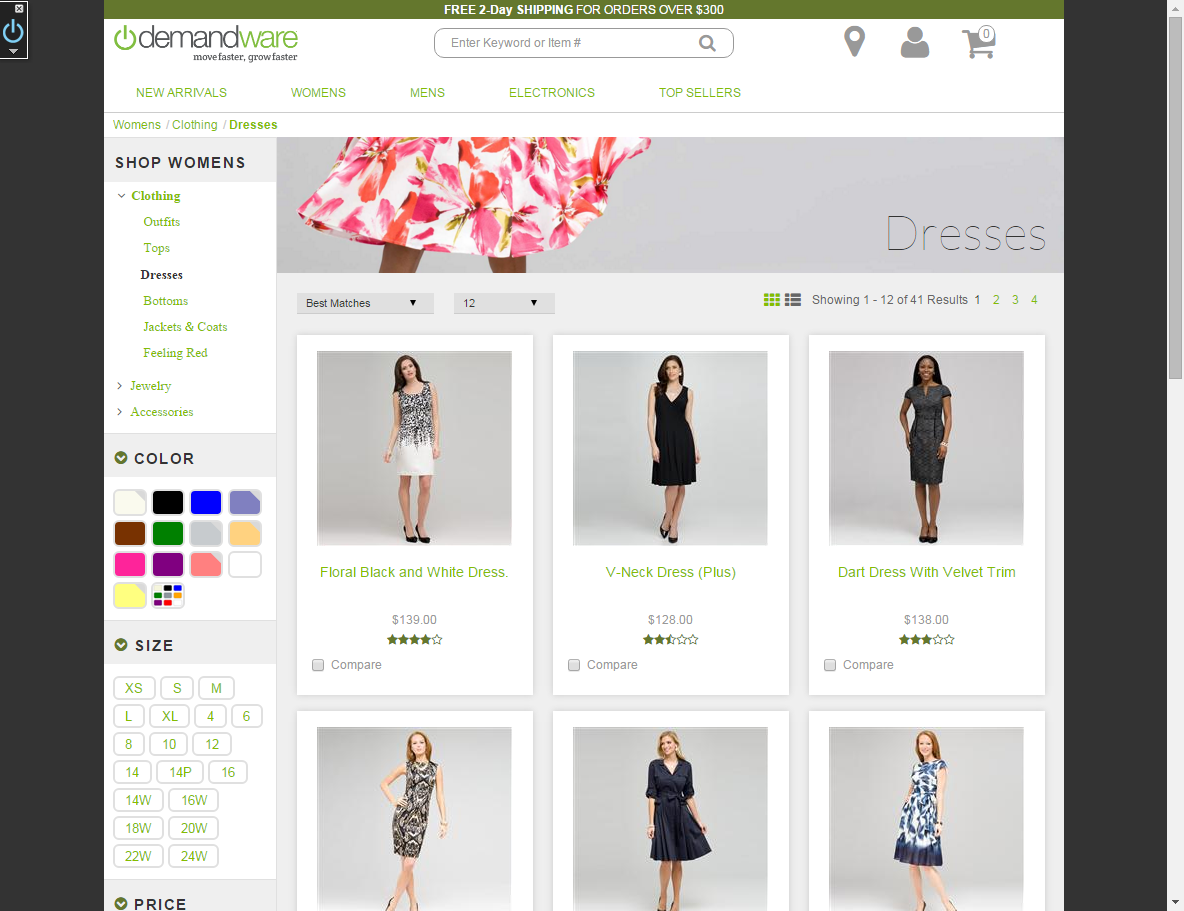 FREE 2-Day SHIPPING FOR ORDERS OVER $300
demandware
move faster, grow faster
Enter Keyword or Item #
0
NEW ARRIVALS WOMENS MENS ELECTRONICS TOP SELLERS
Womens / Clothing / Dresses
SHOP WOMENS
Clothing
Outfits
Tops
Dresses
Bottoms
Jackets & Coats
Feeling Red
Jewelry
Accessories
COLOR
SIZE
XS S M
L XL 4 6
8 10 12
14 14P 16
14W 16W
18W 20W
22W 24W
PRICE
Dresses
Best Matches 12 Showing 1 - 12 of 41 Results 1 2 3 4
Floral Black and White Dress.
$139.00
Compare
V-Neck Dress (Plus)
$128.00
Compare
Dart Dress With Velvet Trim
$138.00
Compare